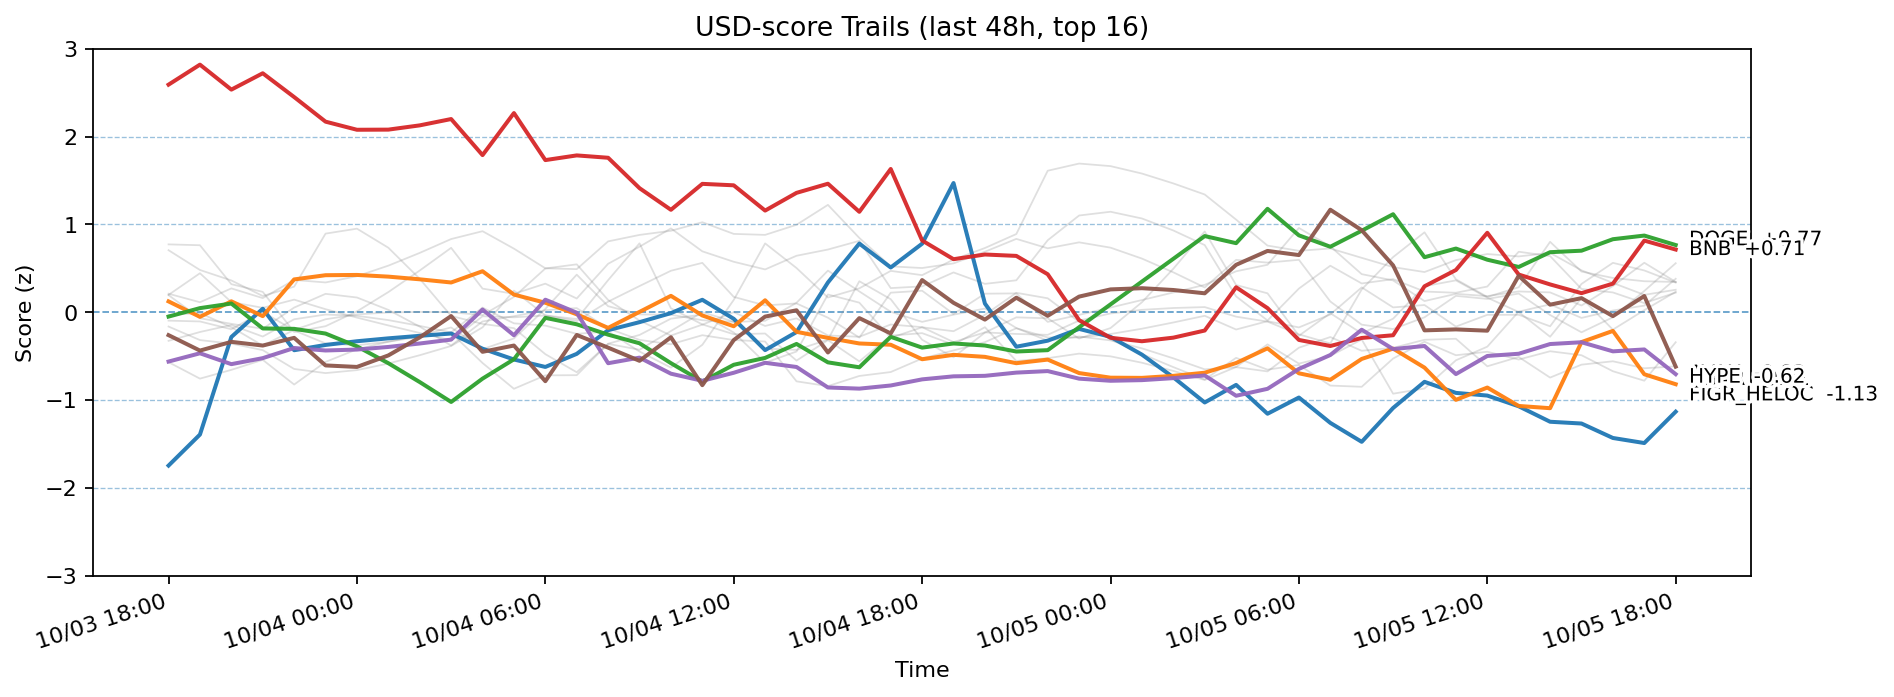 USD-score Trails (last 48h, top 16)
Score (z)
3
2
1
0
−1
−2
−3
DOGE +0.77
BNB +0.71
HYPE -0.62
FIGR_HELOC -1.13
10/03 18:00
10/04 00:00
10/04 06:00
10/04 12:00
10/04 18:00
10/05 00:00
10/05 06:00
10/05 12:00
10/05 18:00
Time